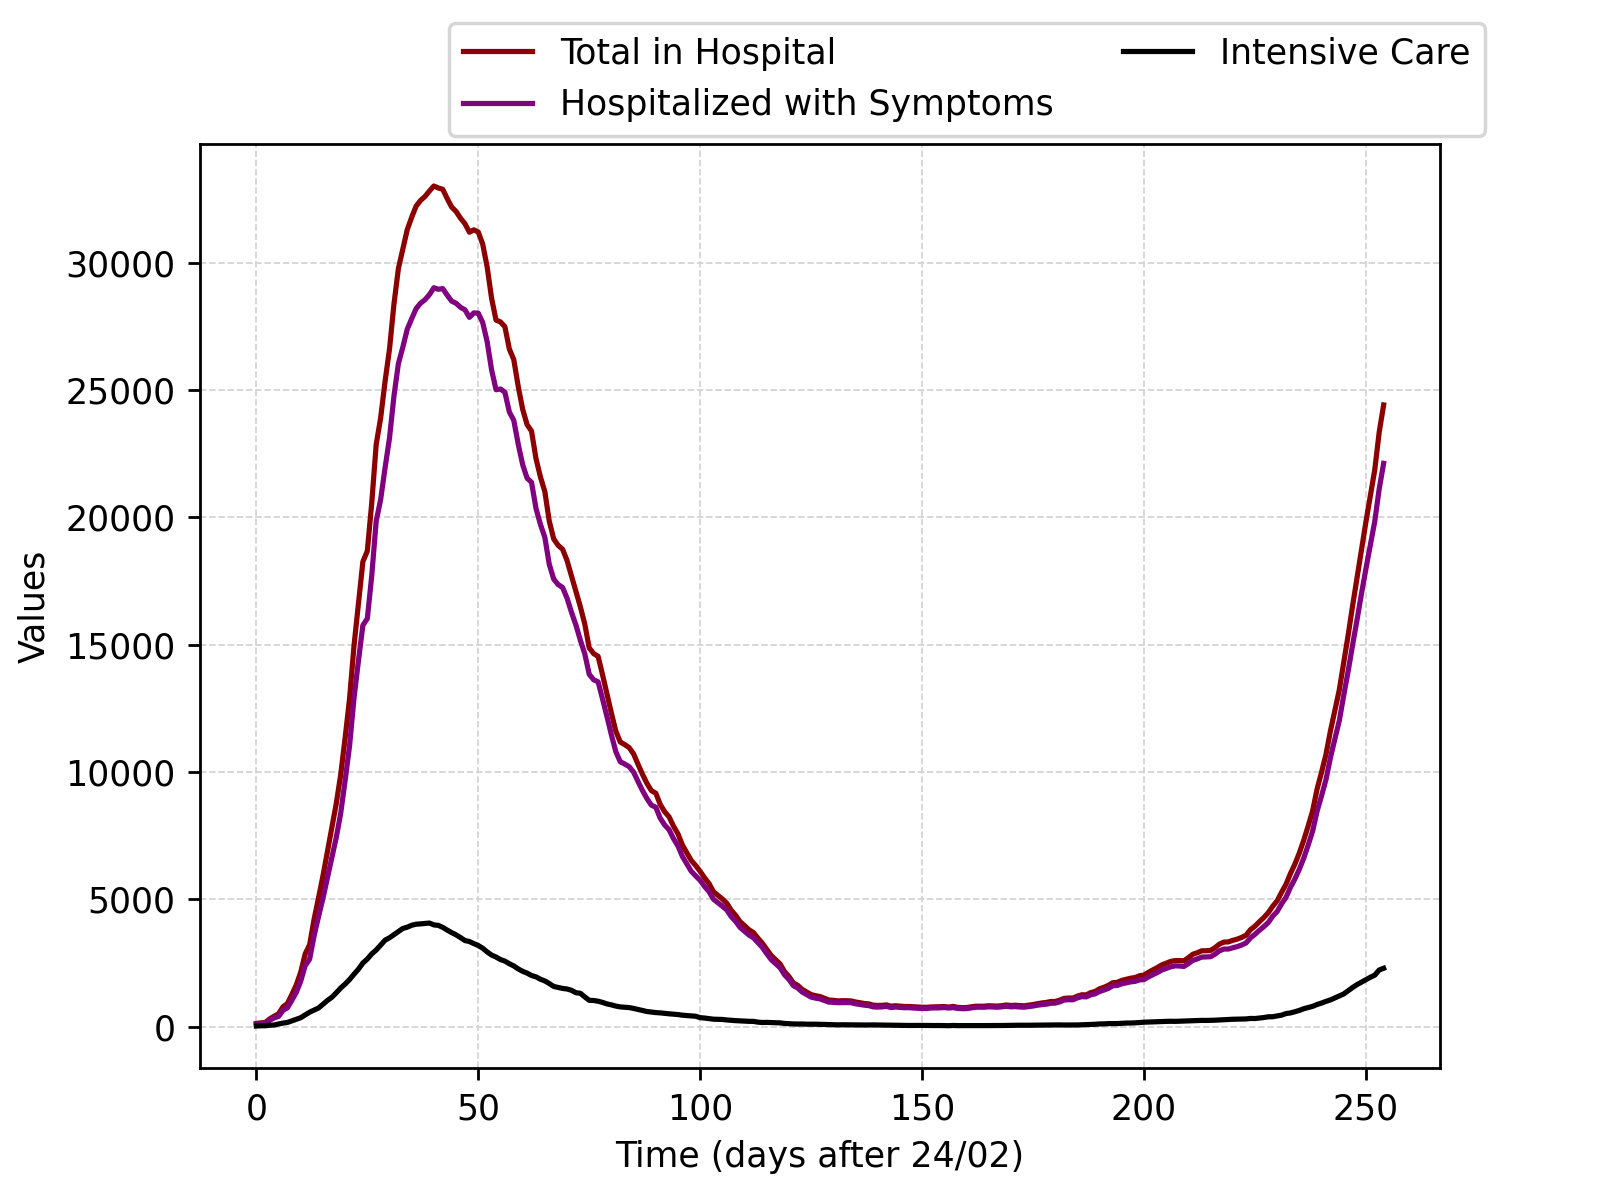 Total in Hospital
Hospitalized with Symptoms
Intensive Care
Values
30000
25000
20000
15000
10000
5000
0
0 50 100 150 200 250
Time (days after 24/02)